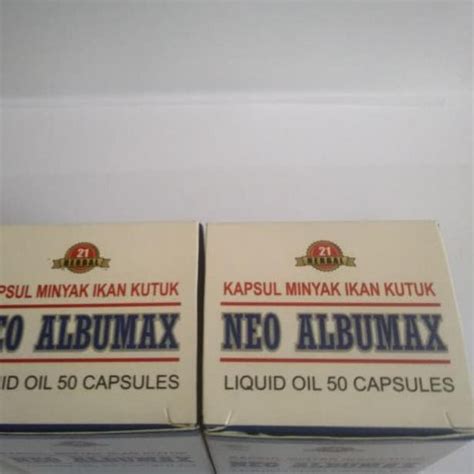 21
HERBAL
PSUL MINYAK IKAN KUTUK
EO ALBUMAX
ID OIL 50 CAPSULES
21
HERBAL
KAPSUL MINYAK IKAN KUTUK
NEO ALBUMAX
LIQUID OIL 50 CAPSULES